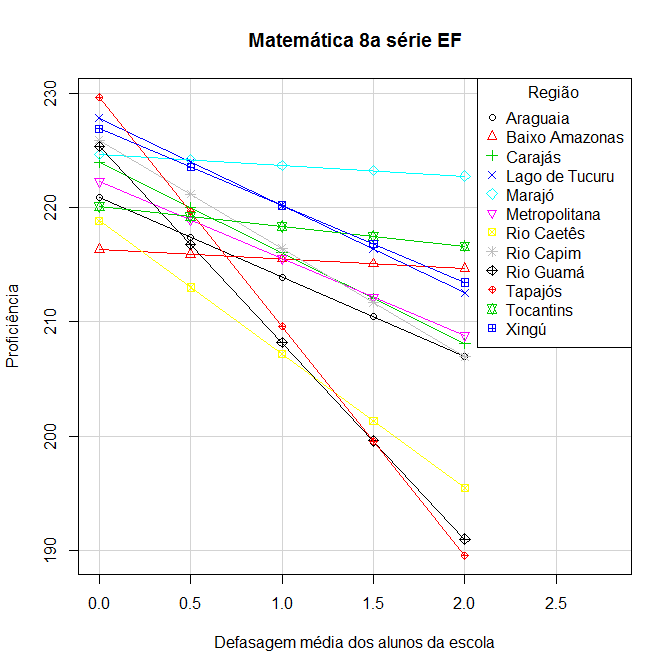 Matemática 8a série EF
Proficiência
230
220
210
200
190
Região
Araguaia
Baixo Amazonas
Carajás
Lago de Tucuru
Marajó
Metropolitana
Rio Caetês
Rio Capim
Rio Guamá
Tapajós
Tocantins
Xingú
0.0 0.5 1.0 1.5 2.0 2.5
Defasagem média dos alunos da escola